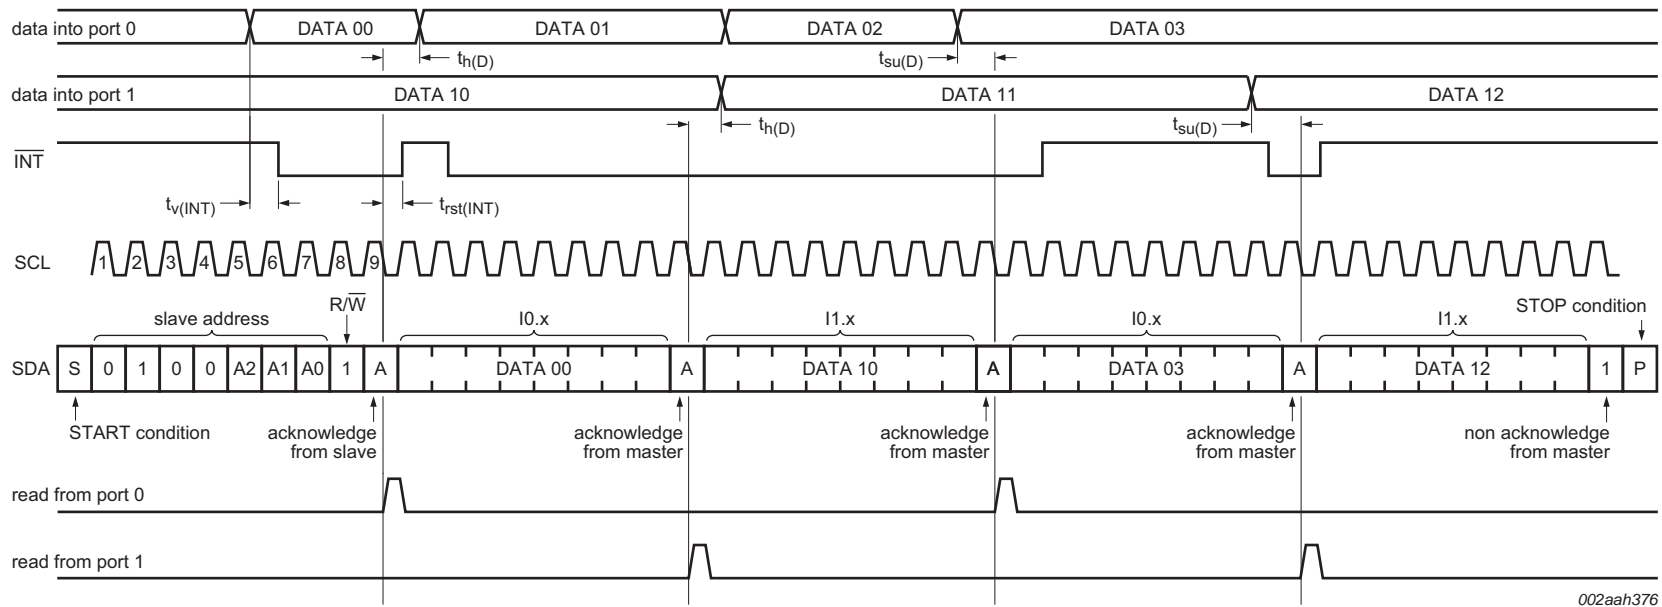 data into port 0 DATA 00 DATA 01 DATA 02 DATA 03
th(D) tsu(D)
data into port 1 DATA 10 DATA 11 DATA 12
th(D) tsu(D)
INT
tv(INT) trst(INT)
SCL 1 2 3 4 5 6 7 8 9
R/W STOP condition
slave address I0.x I1.x I0.x I1.x
SDA S 0 1 0 0 A2 A1 A0 1 A DATA 00 A DATA 10 A DATA 03 A DATA 12 1 P
START condition acknowledge acknowledge acknowledge acknowledge non acknowledge
from slave from master from master from master from master
read from port 0
read from port 1
002aah376